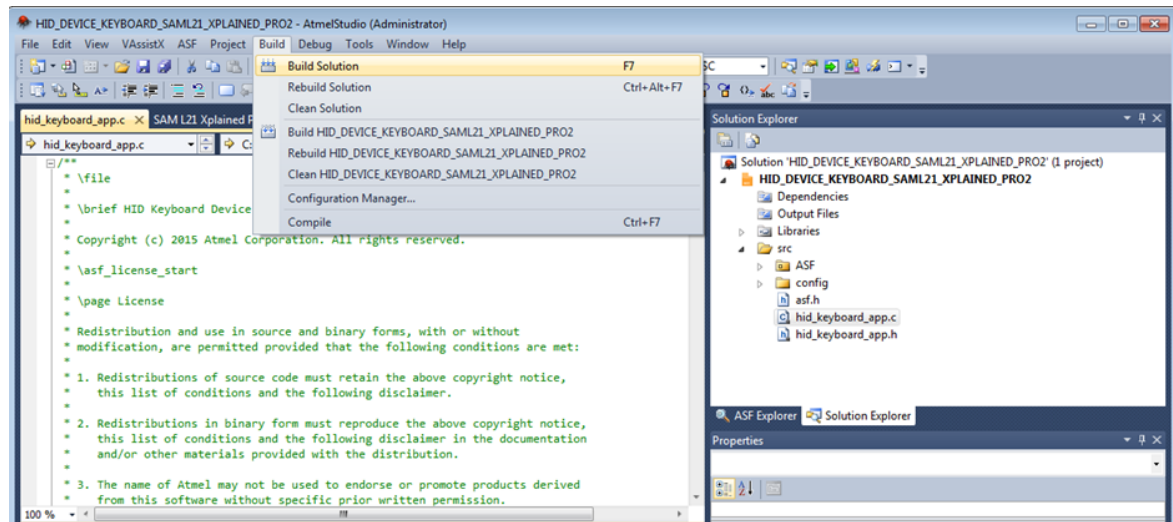 HID_DEVICE_KEYBOARD_SAML21_XPLAINED_PRO2 - AtmelStudio (Administrator)
File Edit View VAssistX ASF Project Build Debug Tools Window Help
Build Solution F7
Rebuild Solution Ctrl+Alt+F7
Clean Solution
Build HID_DEVICE_KEYBOARD_SAML21_XPLAINED_PRO2
Rebuild HID_DEVICE_KEYBOARD_SAML21_XPLAINED_PRO2
Clean HID_DEVICE_KEYBOARD_SAML21_XPLAINED_PRO2
Configuration Manager...
Compile Ctrl+F7
hid_keyboard_app.c SAM L21 Xplained P
hid_keyboard_app.c C:
/**
* \file
*
* \brief HID Keyboard Device
*
* Copyright (c) 2015 Atmel Corporation. All rights reserved.
*
* \asf_license_start
*
* \page License
*
* Redistribution and use in source and binary forms, with or without
* modification, are permitted provided that the following conditions are met:
*
* 1. Redistributions of source code must retain the above copyright notice,
* this list of conditions and the following disclaimer.
*
* 2. Redistributions in binary form must reproduce the above copyright notice,
* this list of conditions and the following disclaimer in the documentation
* and/or other materials provided with the distribution.
*
* 3. The name of Atmel may not be used to endorse or promote products derived
* from this software without specific prior written permission.
100 %
Solution Explorer
Solution 'HID_DEVICE_KEYBOARD_SAML21_XPLAINED_PRO2' (1 project)
HID_DEVICE_KEYBOARD_SAML21_XPLAINED_PRO2
Dependencies
Output Files
Libraries
src
ASF
config
asf.h
hid_keyboard_app.c
hid_keyboard_app.h
ASF Explorer Solution Explorer
Properties